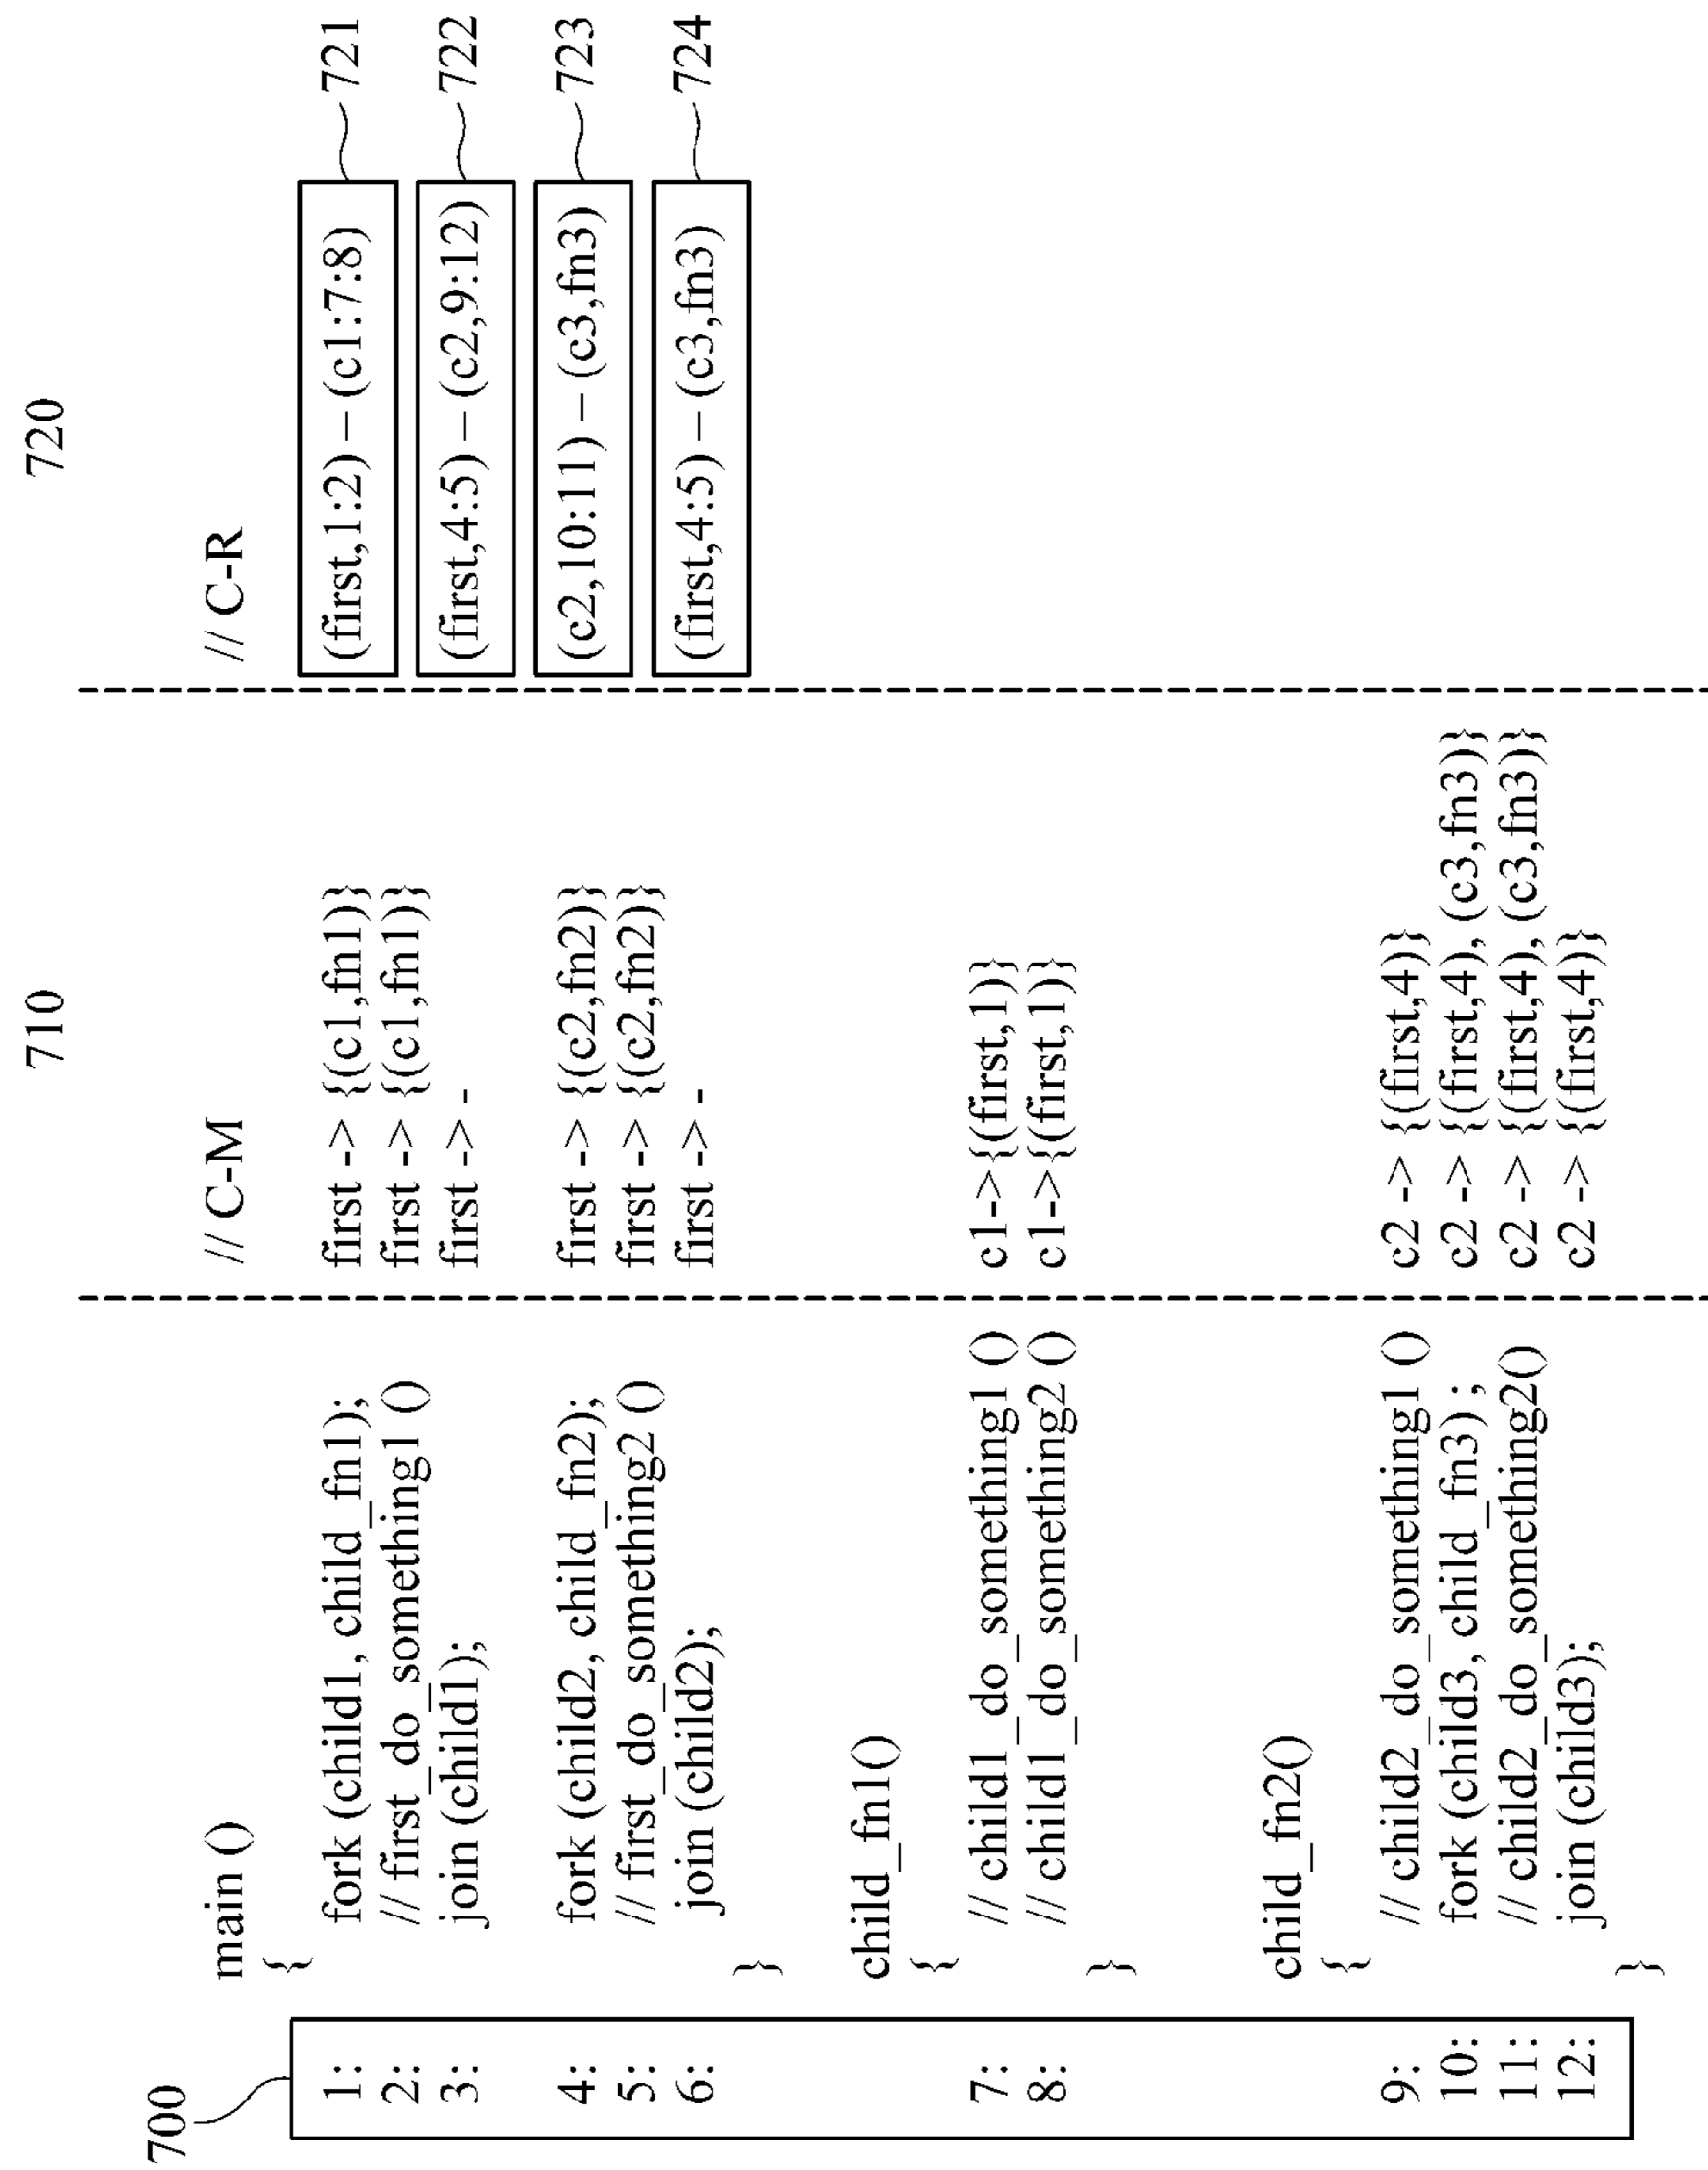 700 710 720
main () // C-M // C-R
{
1: fork (child1, child_fn1); first -> {(c1,fn1)} (first,1:2) – (c1:7:8) 721
2: // first_do_something1 () first -> {(c1,fn1)} (first,4:5) – (c2,9:12) 722
3: join (child1); first -> -
(c2,10:11) – (c3,fn3) 723
4: fork (child2, child_fn2); first -> {(c2,fn2)} (first,4:5) – (c3,fn3) 724
5: // first_do_something2 () first -> {(c2,fn2)}
6: join (child2); first -> -
}
child_fn1()
{
7: // child1_do_something1 () c1->{(first,1)}
8: // child1_do_something2 () c1->{(first,1)}
}
child_fn2()
{
9: // child2_do_something1 () c2 -> {(first,4)}
10: fork (child3, child_fn3) ; c2 -> {(first,4), (c3,fn3)}
11: // child2_do_something2() c2 -> {(first,4), (c3,fn3)}
12: join (child3); c2 -> {(first,4)}
}